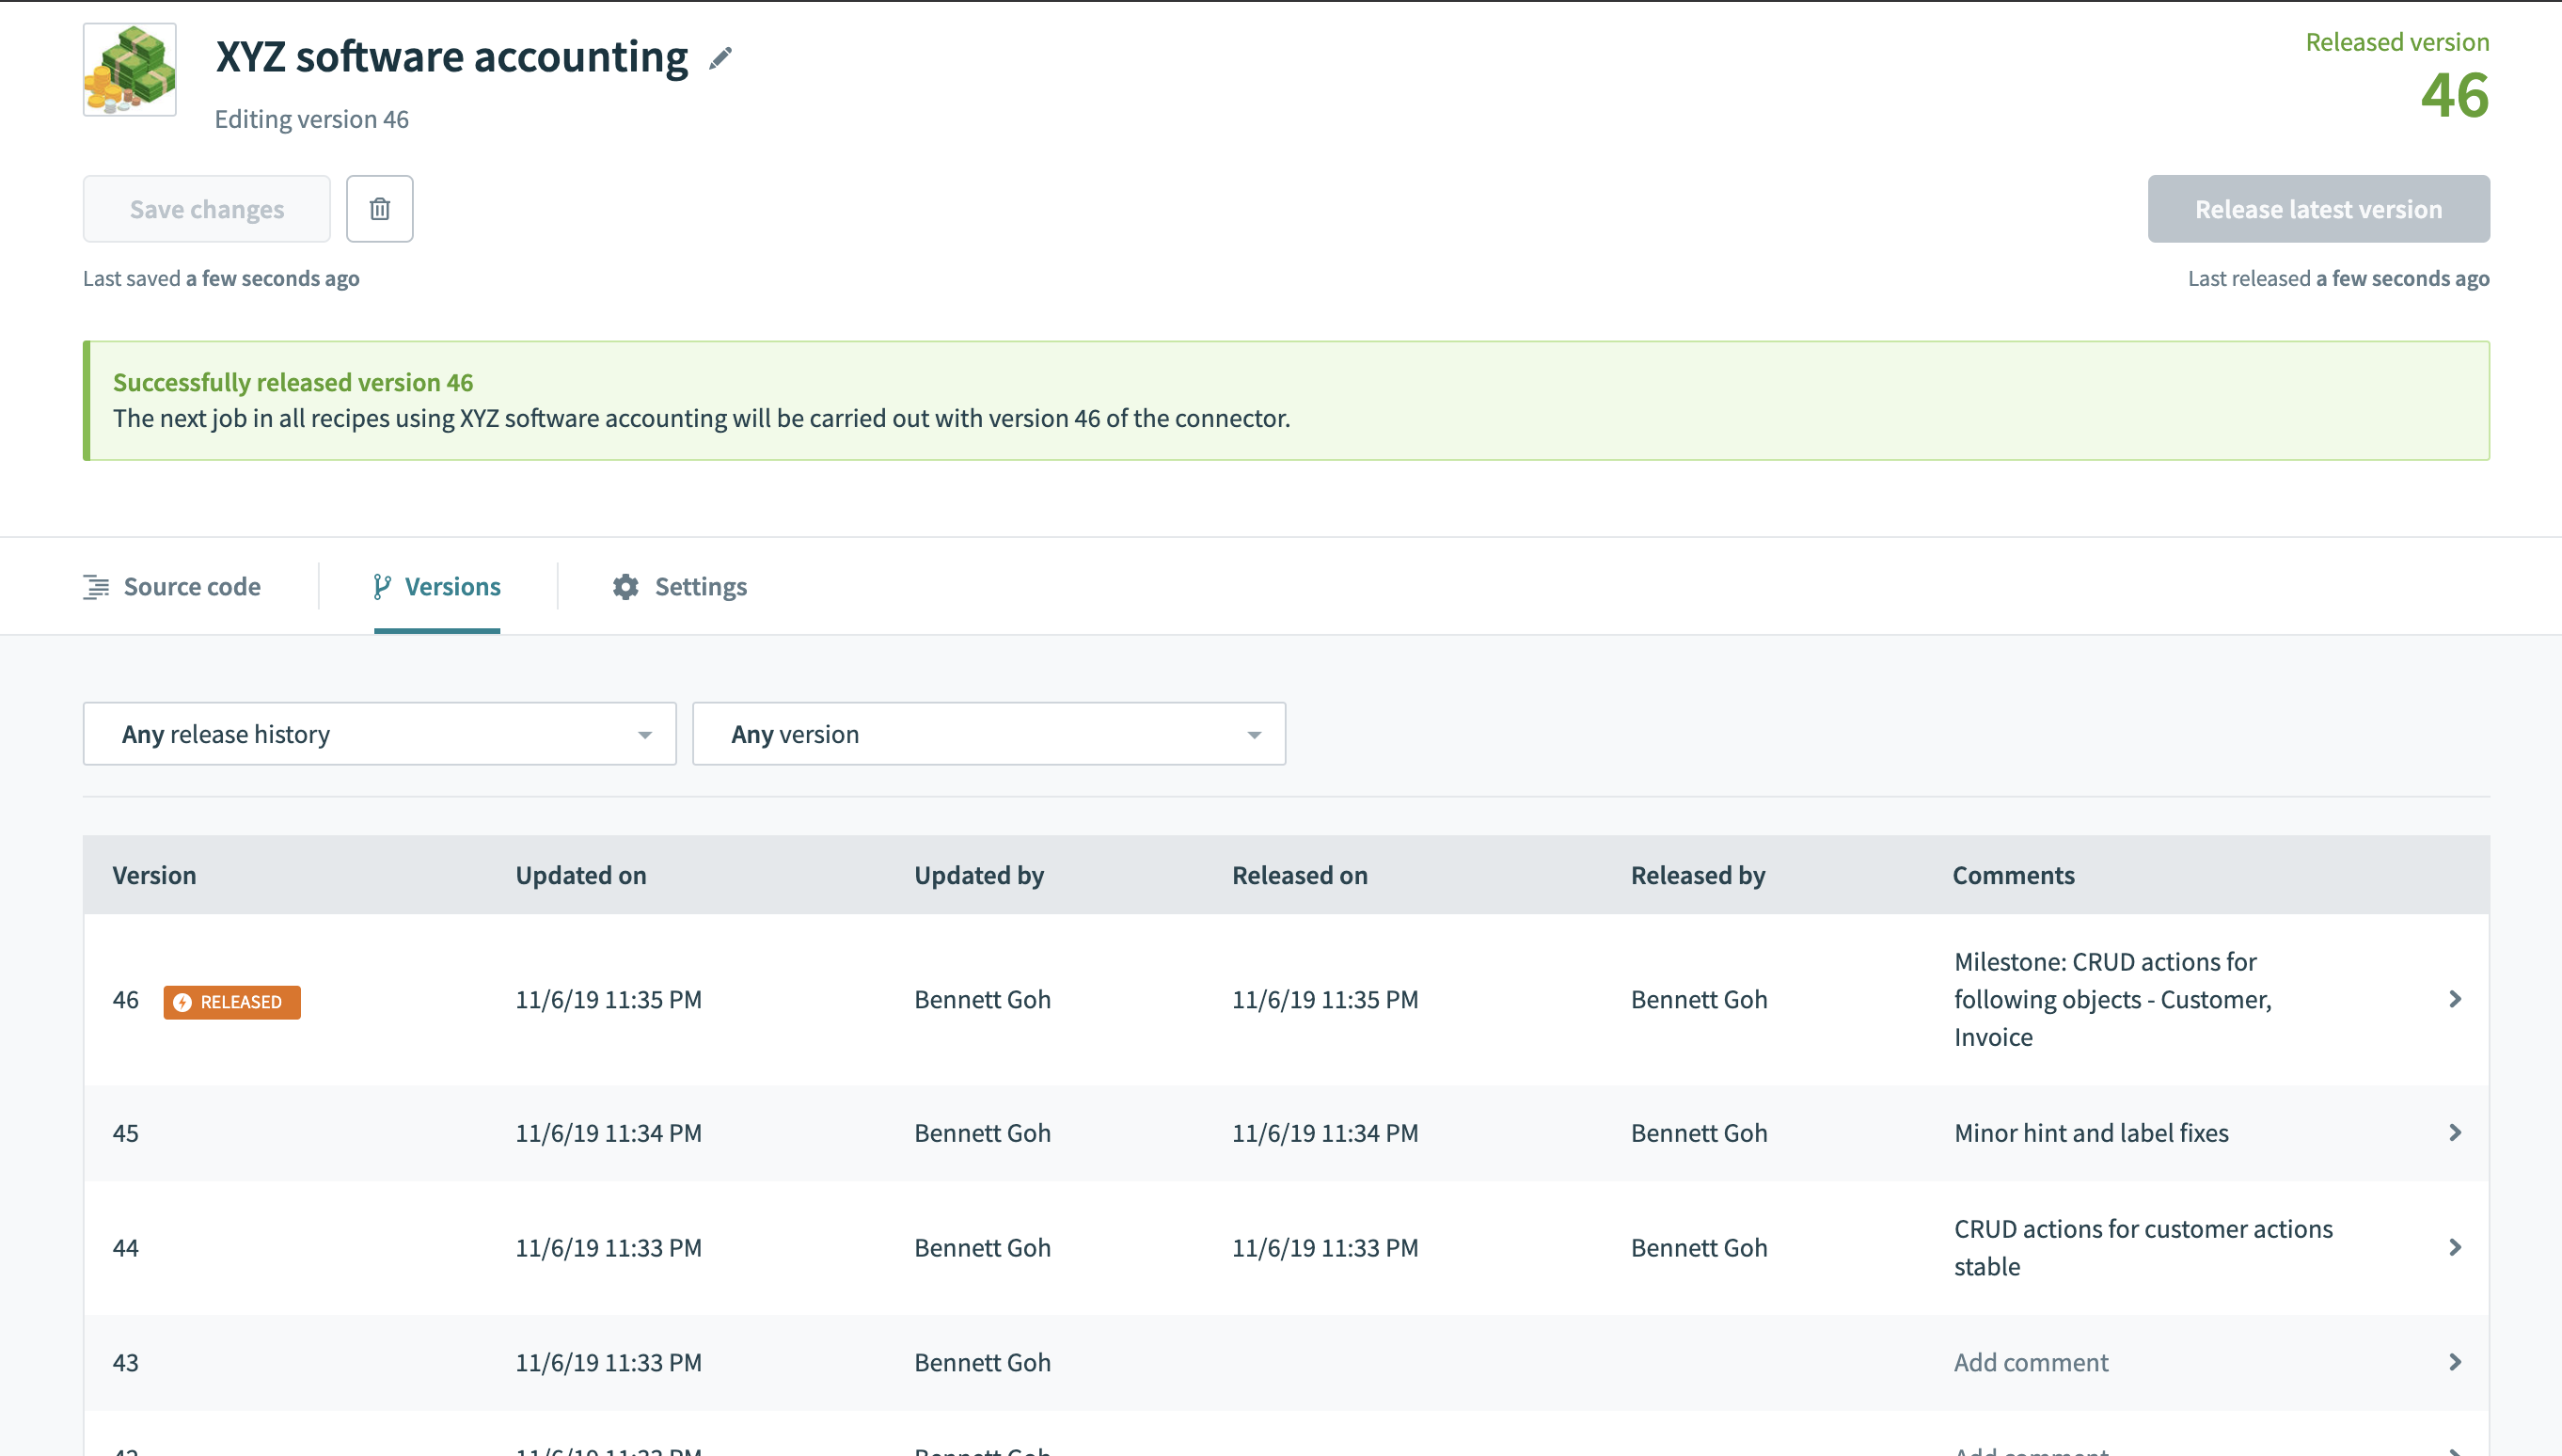 XYZ software accounting
Released version
46
Editing version 46
Save changes
Release latest version
Last saved a few seconds ago
Last released a few seconds ago
Successfully released version 46
The next job in all recipes using XYZ software accounting will be carried out with version 46 of the connector.
Source code
Versions
Settings
Any release history
Any version
Version Updated on Updated by Released on Released by Comments
46 RELEASED 11/6/19 11:35 PM Bennett Goh 11/6/19 11:35 PM Bennett Goh Milestone: CRUD actions for
following objects - Customer,
Invoice
45 11/6/19 11:34 PM Bennett Goh 11/6/19 11:34 PM Bennett Goh Minor hint and label fixes
44 11/6/19 11:33 PM Bennett Goh 11/6/19 11:33 PM Bennett Goh CRUD actions for customer actions
stable
43 11/6/19 11:33 PM Bennett Goh Add comment